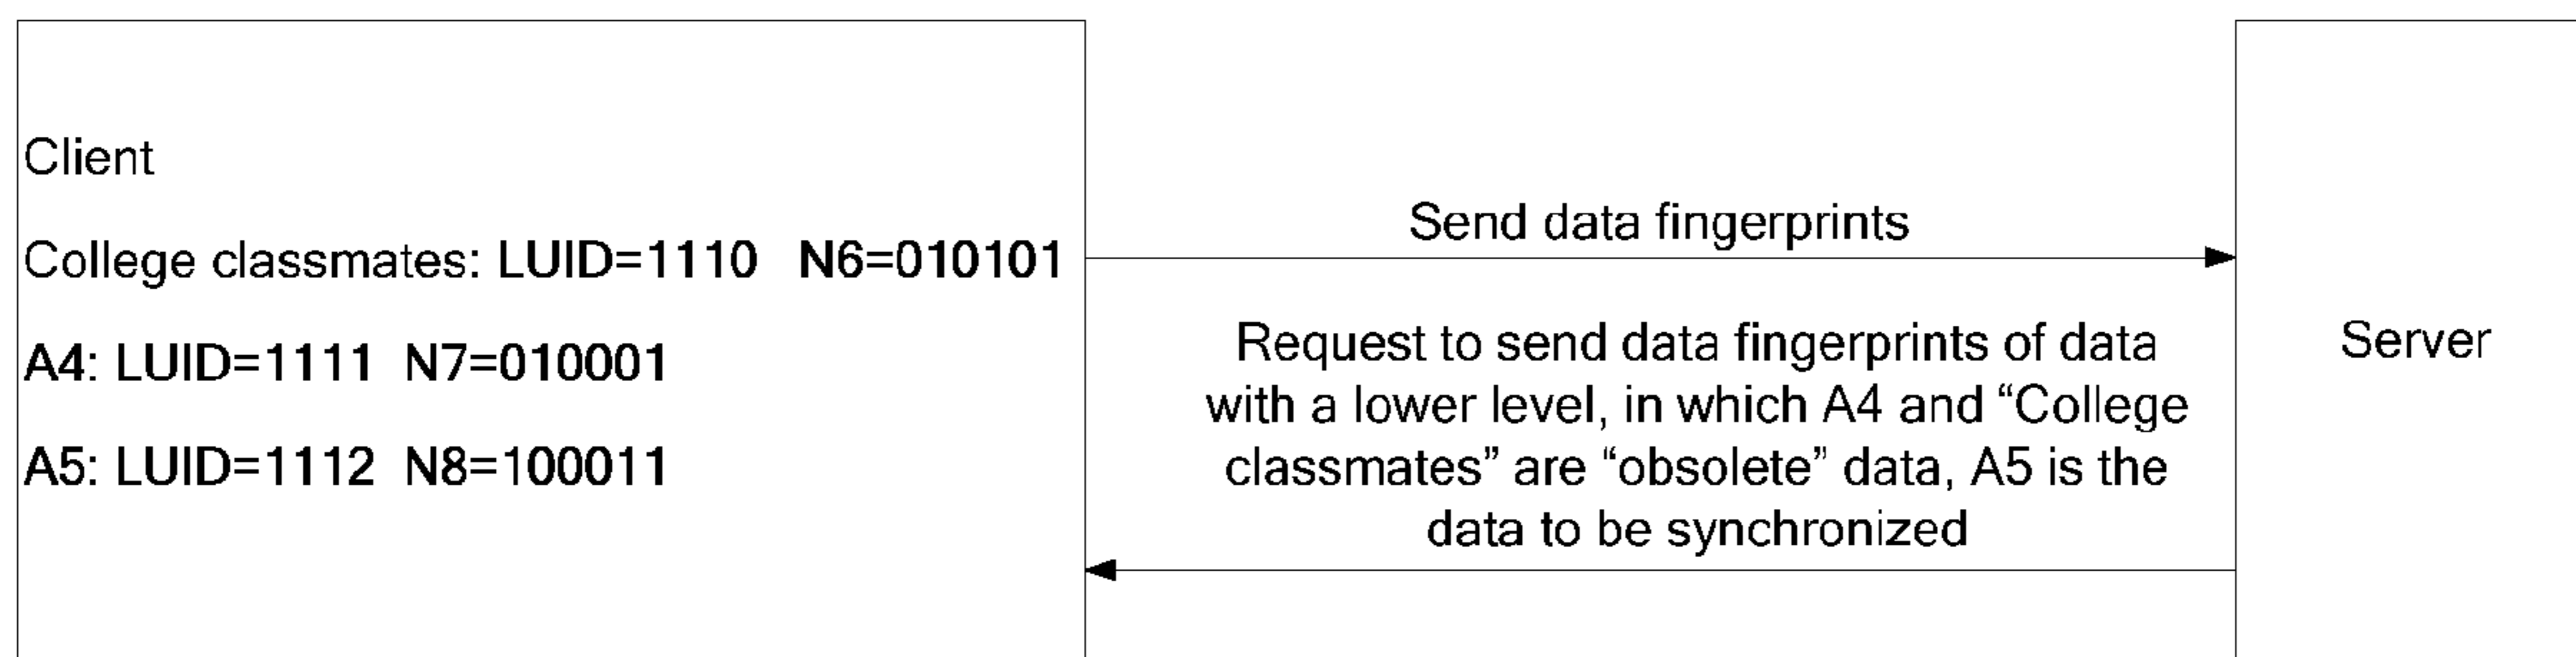 Client
College classmates: LUID=1110 N6=010101
A4: LUID=1111 N7=010001
A5: LUID=1112 N8=100011
Send data fingerprints
Request to send data fingerprints of data
with a lower level, in which A4 and “College
classmates” are “obsolete” data, A5 is the
data to be synchronized
Server